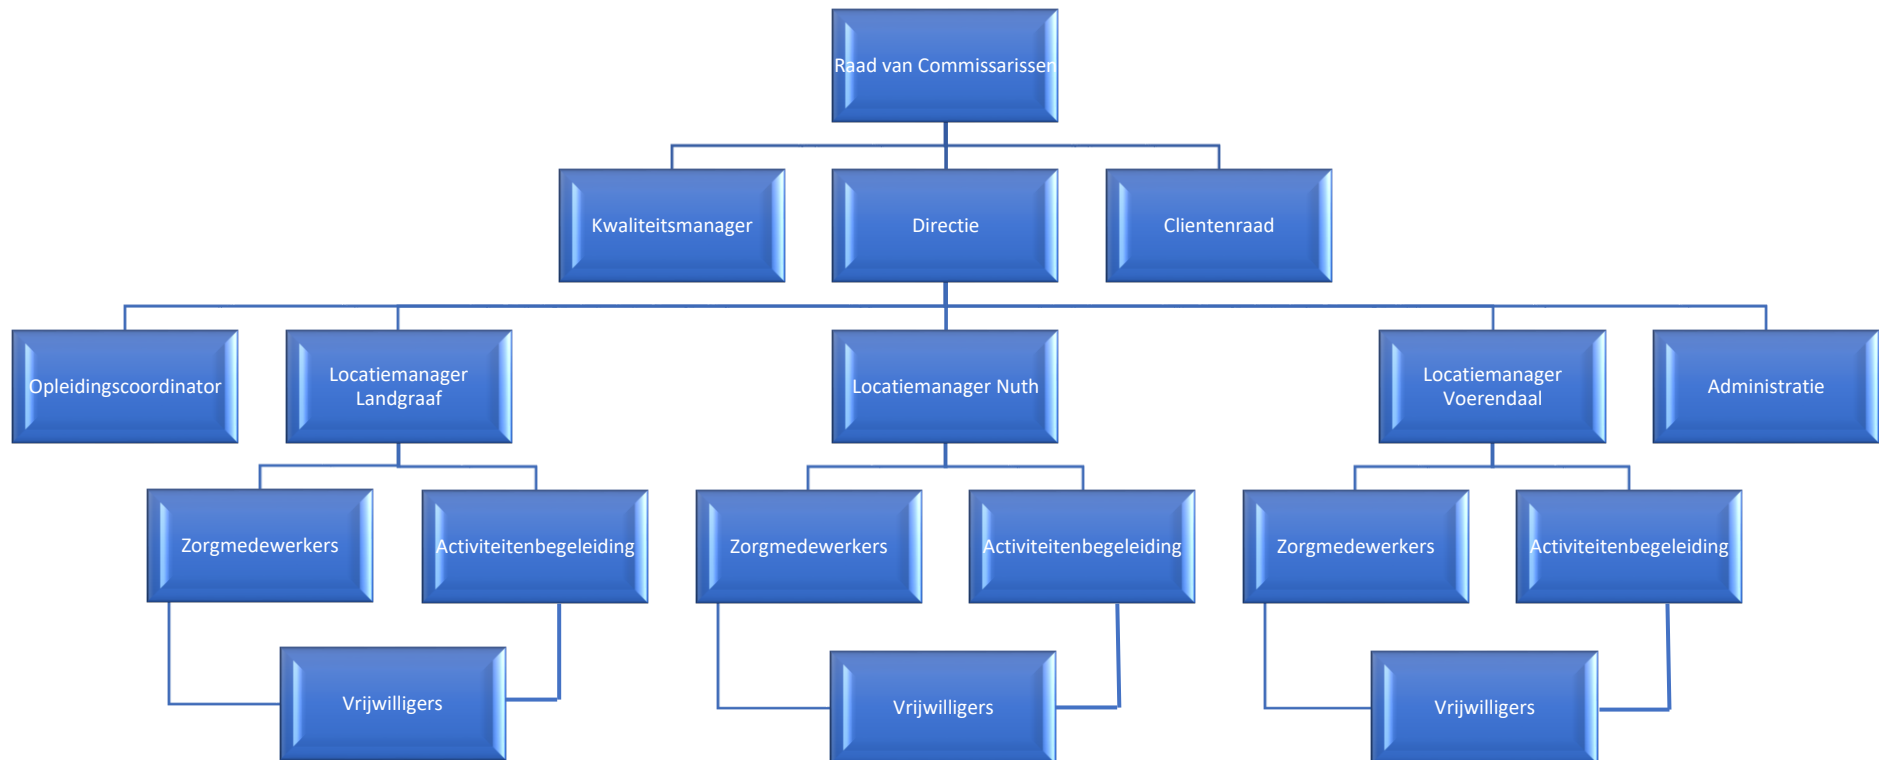 Raad van Commissarissen
Kwaliteitsmanager
Directie
Clientenraad
Opleidingscoordinator
Locatiemanager
Landgraaf
Locatiemanager Nuth
Locatiemanager
Voerendaal
Administratie
Zorgmedewerkers
Activiteitenbegeleiding
Zorgmedewerkers
Activiteitenbegeleiding
Zorgmedewerkers
Activiteitenbegeleiding
Vrijwilligers
Vrijwilligers
Vrijwilligers